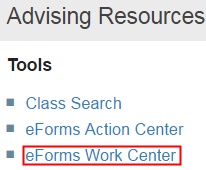 Advising Resources
Tools
Class Search
eForms Action Center
eForms Work Center